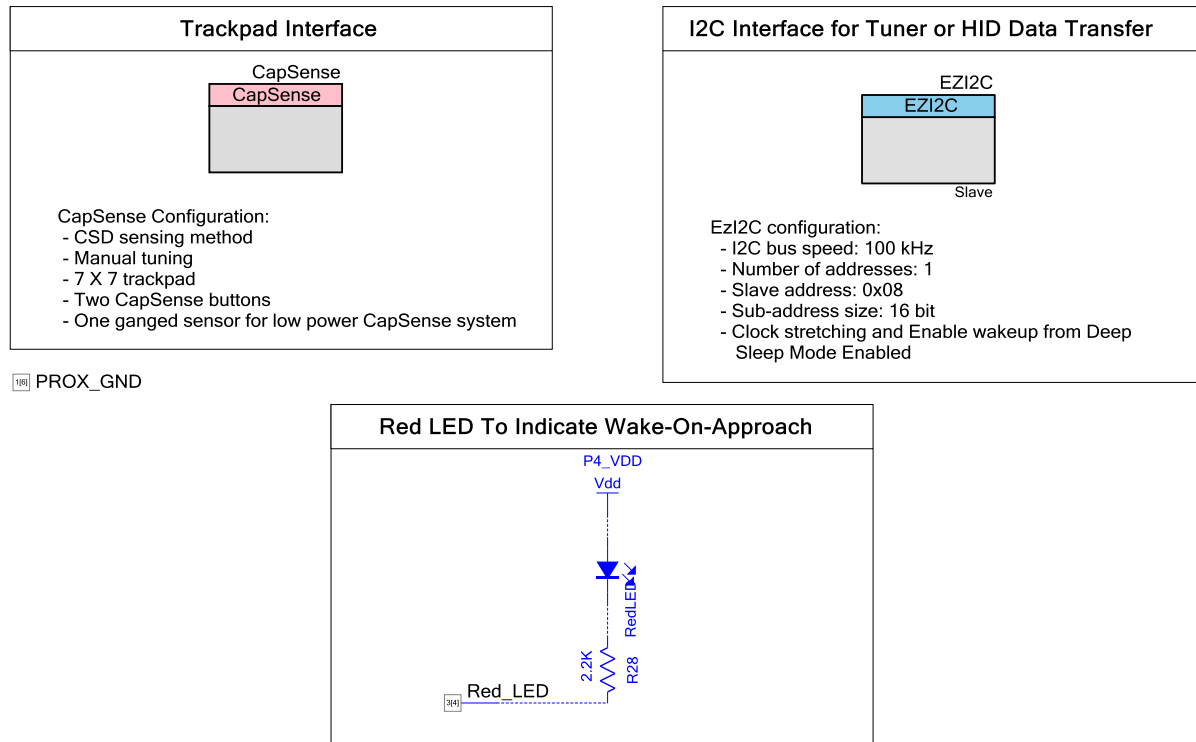 Trackpad Interface
CapSense
CapSense
CapSense Configuration:
- CSD sensing method
- Manual tuning
- 7 X 7 trackpad
- Two CapSense buttons
- One ganged sensor for low power CapSense system
1[6] PROX_GND
I2C Interface for Tuner or HID Data Transfer
EZI2C
EZI2C
Slave
EzI2C configuration:
- I2C bus speed: 100 kHz
- Number of addresses: 1
- Slave address: 0x08
- Sub-address size: 16 bit
- Clock stretching and Enable wakeup from Deep
Sleep Mode Enabled
Red LED To Indicate Wake-On-Approach
P4_VDD
Vdd
RedLED
2.2K
R28
3[4] Red_LED